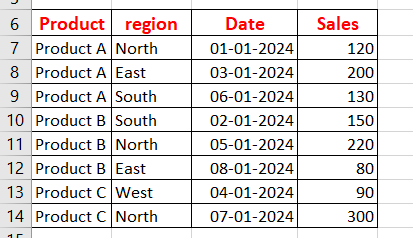 6 Product region Date Sales
7 Product A North 01-01-2024 120
8 Product A East 03-01-2024 200
9 Product A South 06-01-2024 130
10 Product B South 02-01-2024 150
11 Product B North 05-01-2024 220
12 Product B East 08-01-2024 80
13 Product C West 04-01-2024 90
14 Product C North 07-01-2024 300